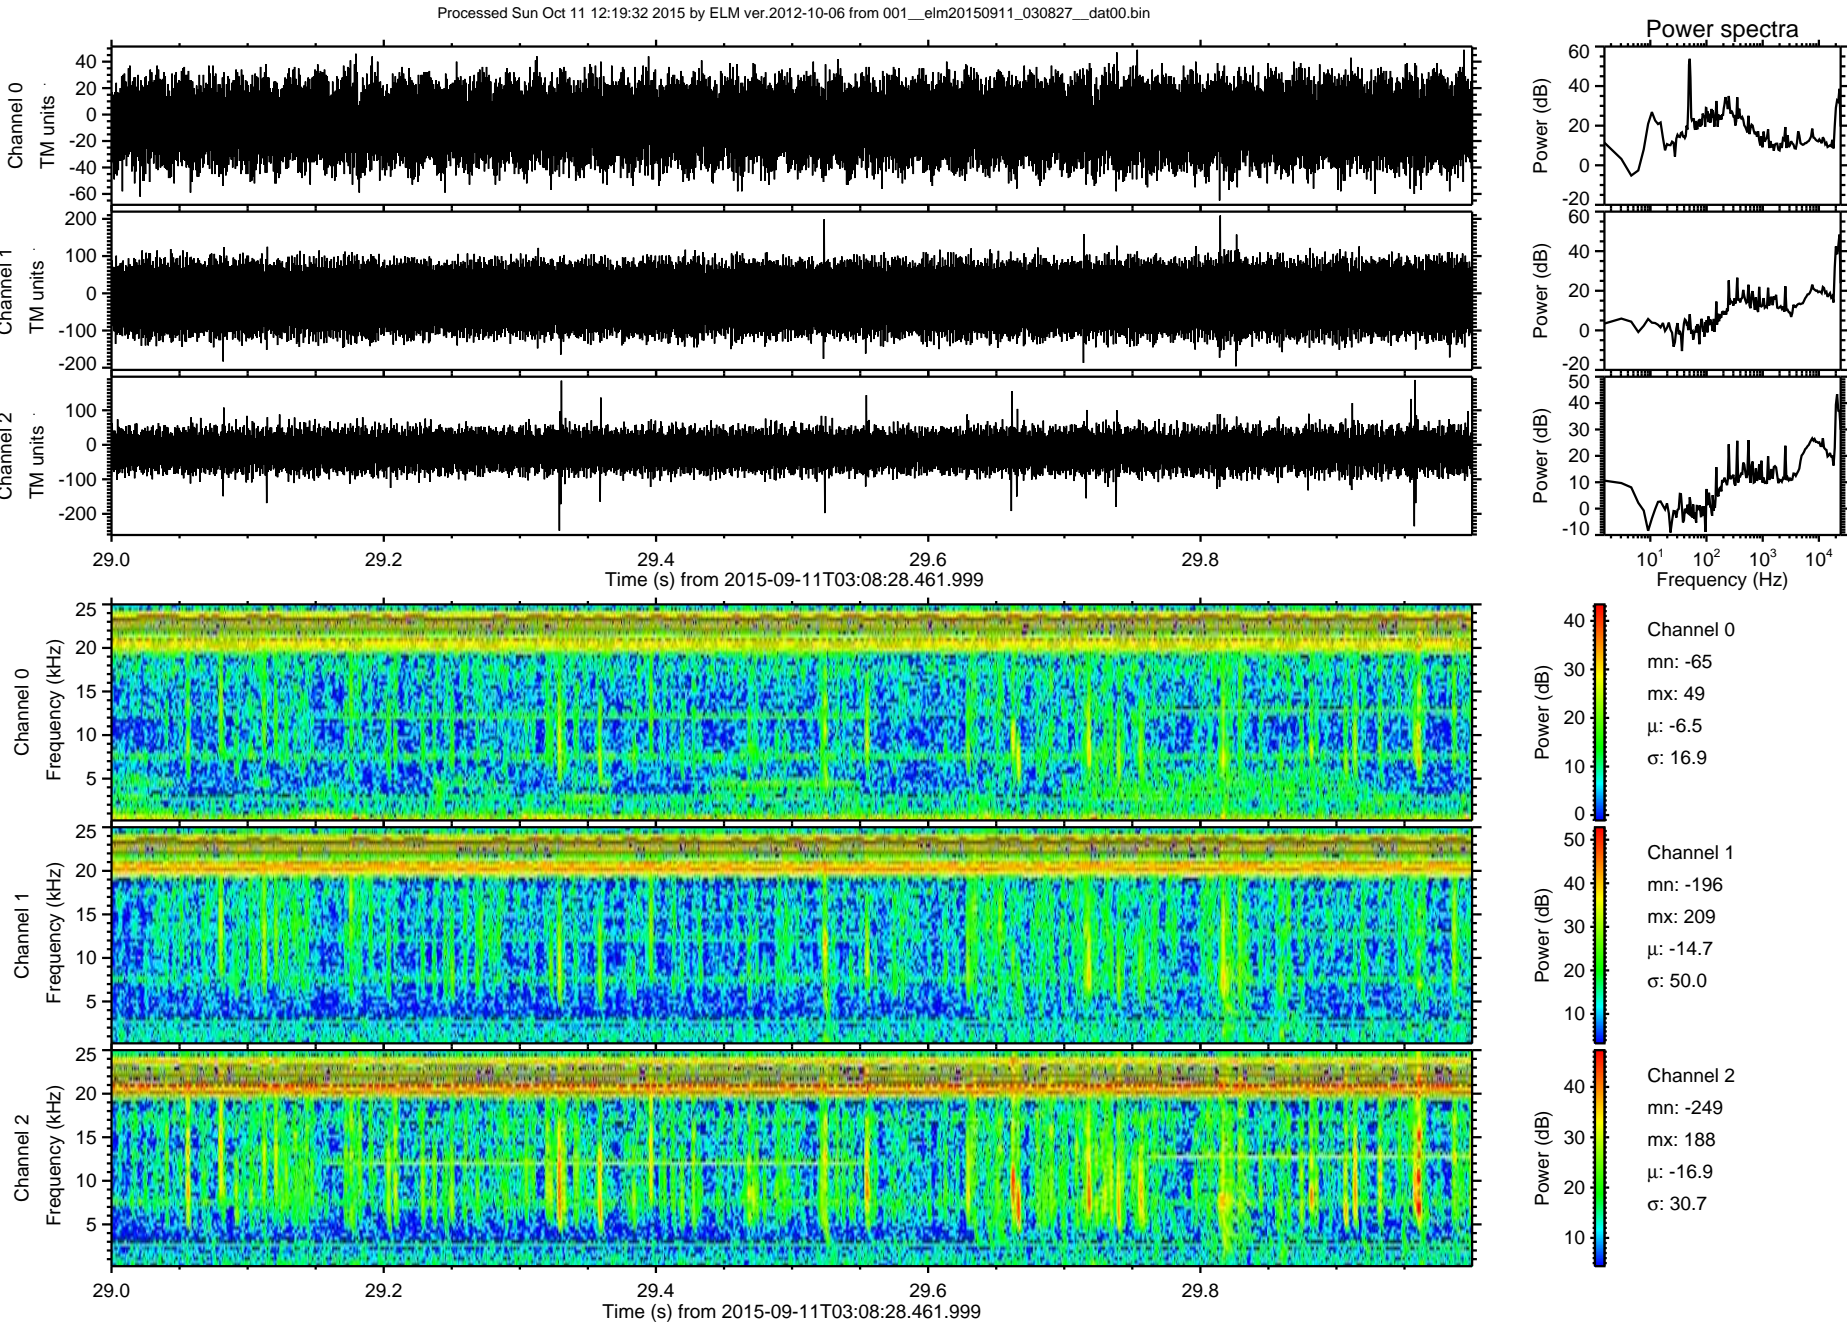 Processed Sun Oct 11 12:19:32 2015 by ELM ver.2012-10-06 from 001__elm20150911_030827__dat00.bin
Power spectra
Channel 0
TM units
40
20
0
-20
-40
-60
Power (dB)
60
40
20
0
-20
Channel 1
TM units
200
100
0
-100
-200
Power (dB)
60
40
20
0
-20
Channel 2
TM units
100
0
-100
-200
Power (dB)
50
40
30
20
10
0
-10
29.0 29.2 29.4 29.6 29.8
Time (s) from 2015-09-11T03:08:28.461.999
10¹ 10² 10³ 10⁴
Frequency (Hz)
Channel 0
Frequency (kHz)
25
20
15
10
5
Power (dB)
40
30
20
10
0
Channel 0
mn: -65
mx: 49
μ: -6.5
σ: 16.9
Channel 1
Frequency (kHz)
25
20
15
10
5
Power (dB)
50
40
30
20
10
Channel 1
mn: -196
mx: 209
μ: -14.7
σ: 50.0
Channel 2
Frequency (kHz)
25
20
15
10
5
Power (dB)
40
30
20
10
Channel 2
mn: -249
mx: 188
μ: -16.9
σ: 30.7
29.0 29.2 29.4 29.6 29.8
Time (s) from 2015-09-11T03:08:28.461.999